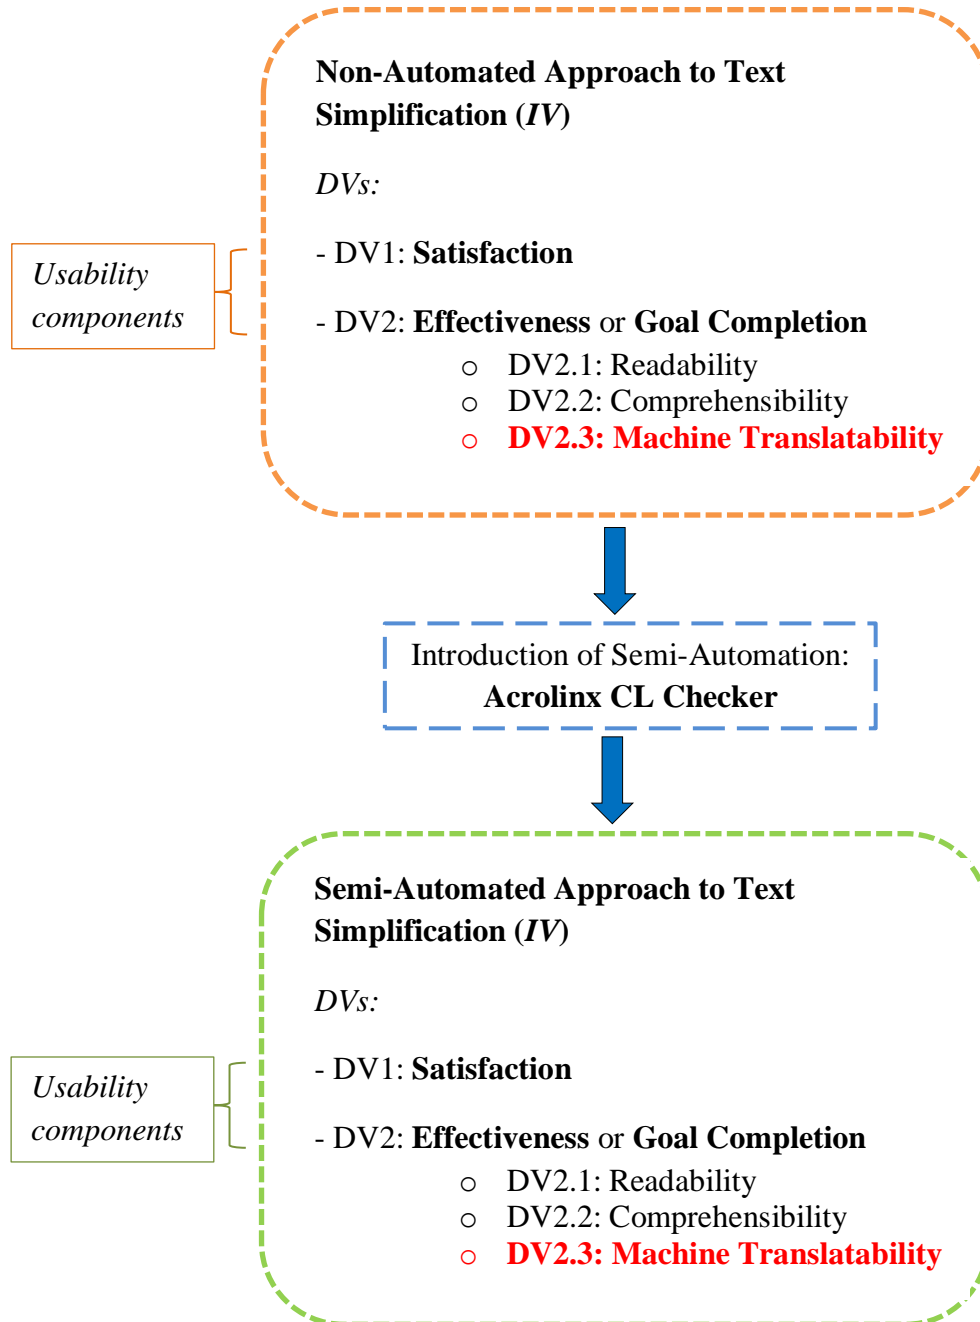 Non-Automated Approach to Text
Simplification (IV)
DVs:
Usability
components
- DV1: Satisfaction
- DV2: Effectiveness or Goal Completion
o DV2.1: Readability
o DV2.2: Comprehensibility
o DV2.3: Machine Translatability
Introduction of Semi-Automation:
Acrolinx CL Checker
Semi-Automated Approach to Text
Simplification (IV)
DVs:
Usability
components
- DV1: Satisfaction
- DV2: Effectiveness or Goal Completion
o DV2.1: Readability
o DV2.2: Comprehensibility
o DV2.3: Machine Translatability